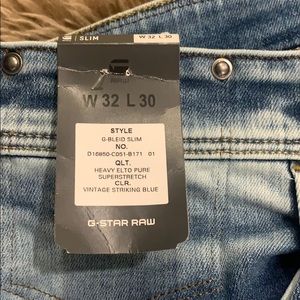 SLIM
W 32 L 30
STYLE
G-BLEID SLIM
NO.
D16850-C051-B171 01
QLT.
HEAVY ELTO PURE
SUPERSTRETCH
CLR.
VINTAGE STRIKING BLUE
G-STAR RAW